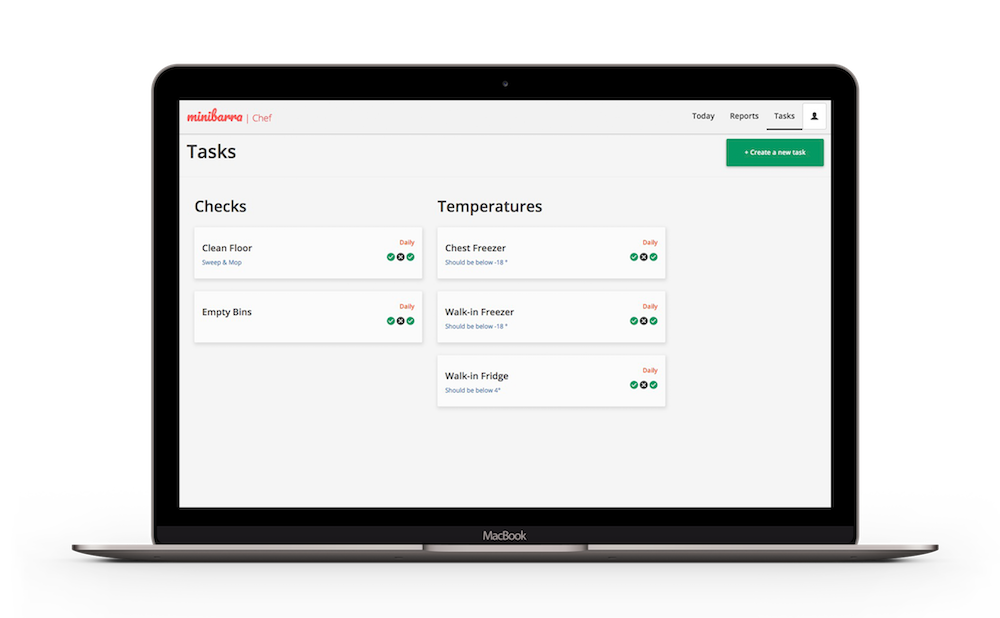 minibarra | Chef
Today Reports Tasks
Tasks
+ Create a new task
Checks
Clean Floor
Daily
Sweep & Mop
Empty Bins
Daily
Temperatures
Chest Freezer
Daily
Should be below -18 °
Walk-in Freezer
Daily
Should be below -18 °
Walk-in Fridge
Daily
Should be below 4°
MacBook